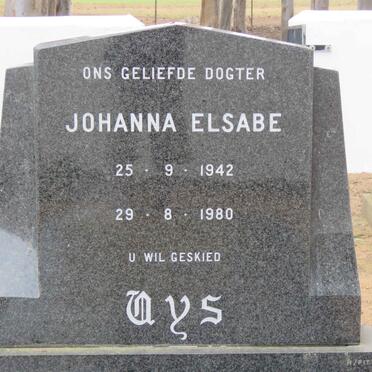 ONS GELIEFDE DOGTER
JOHANNA ELSABE
25 · 9 · 1942
29 · 8 · 1980
U WIL GESKIED
Uys